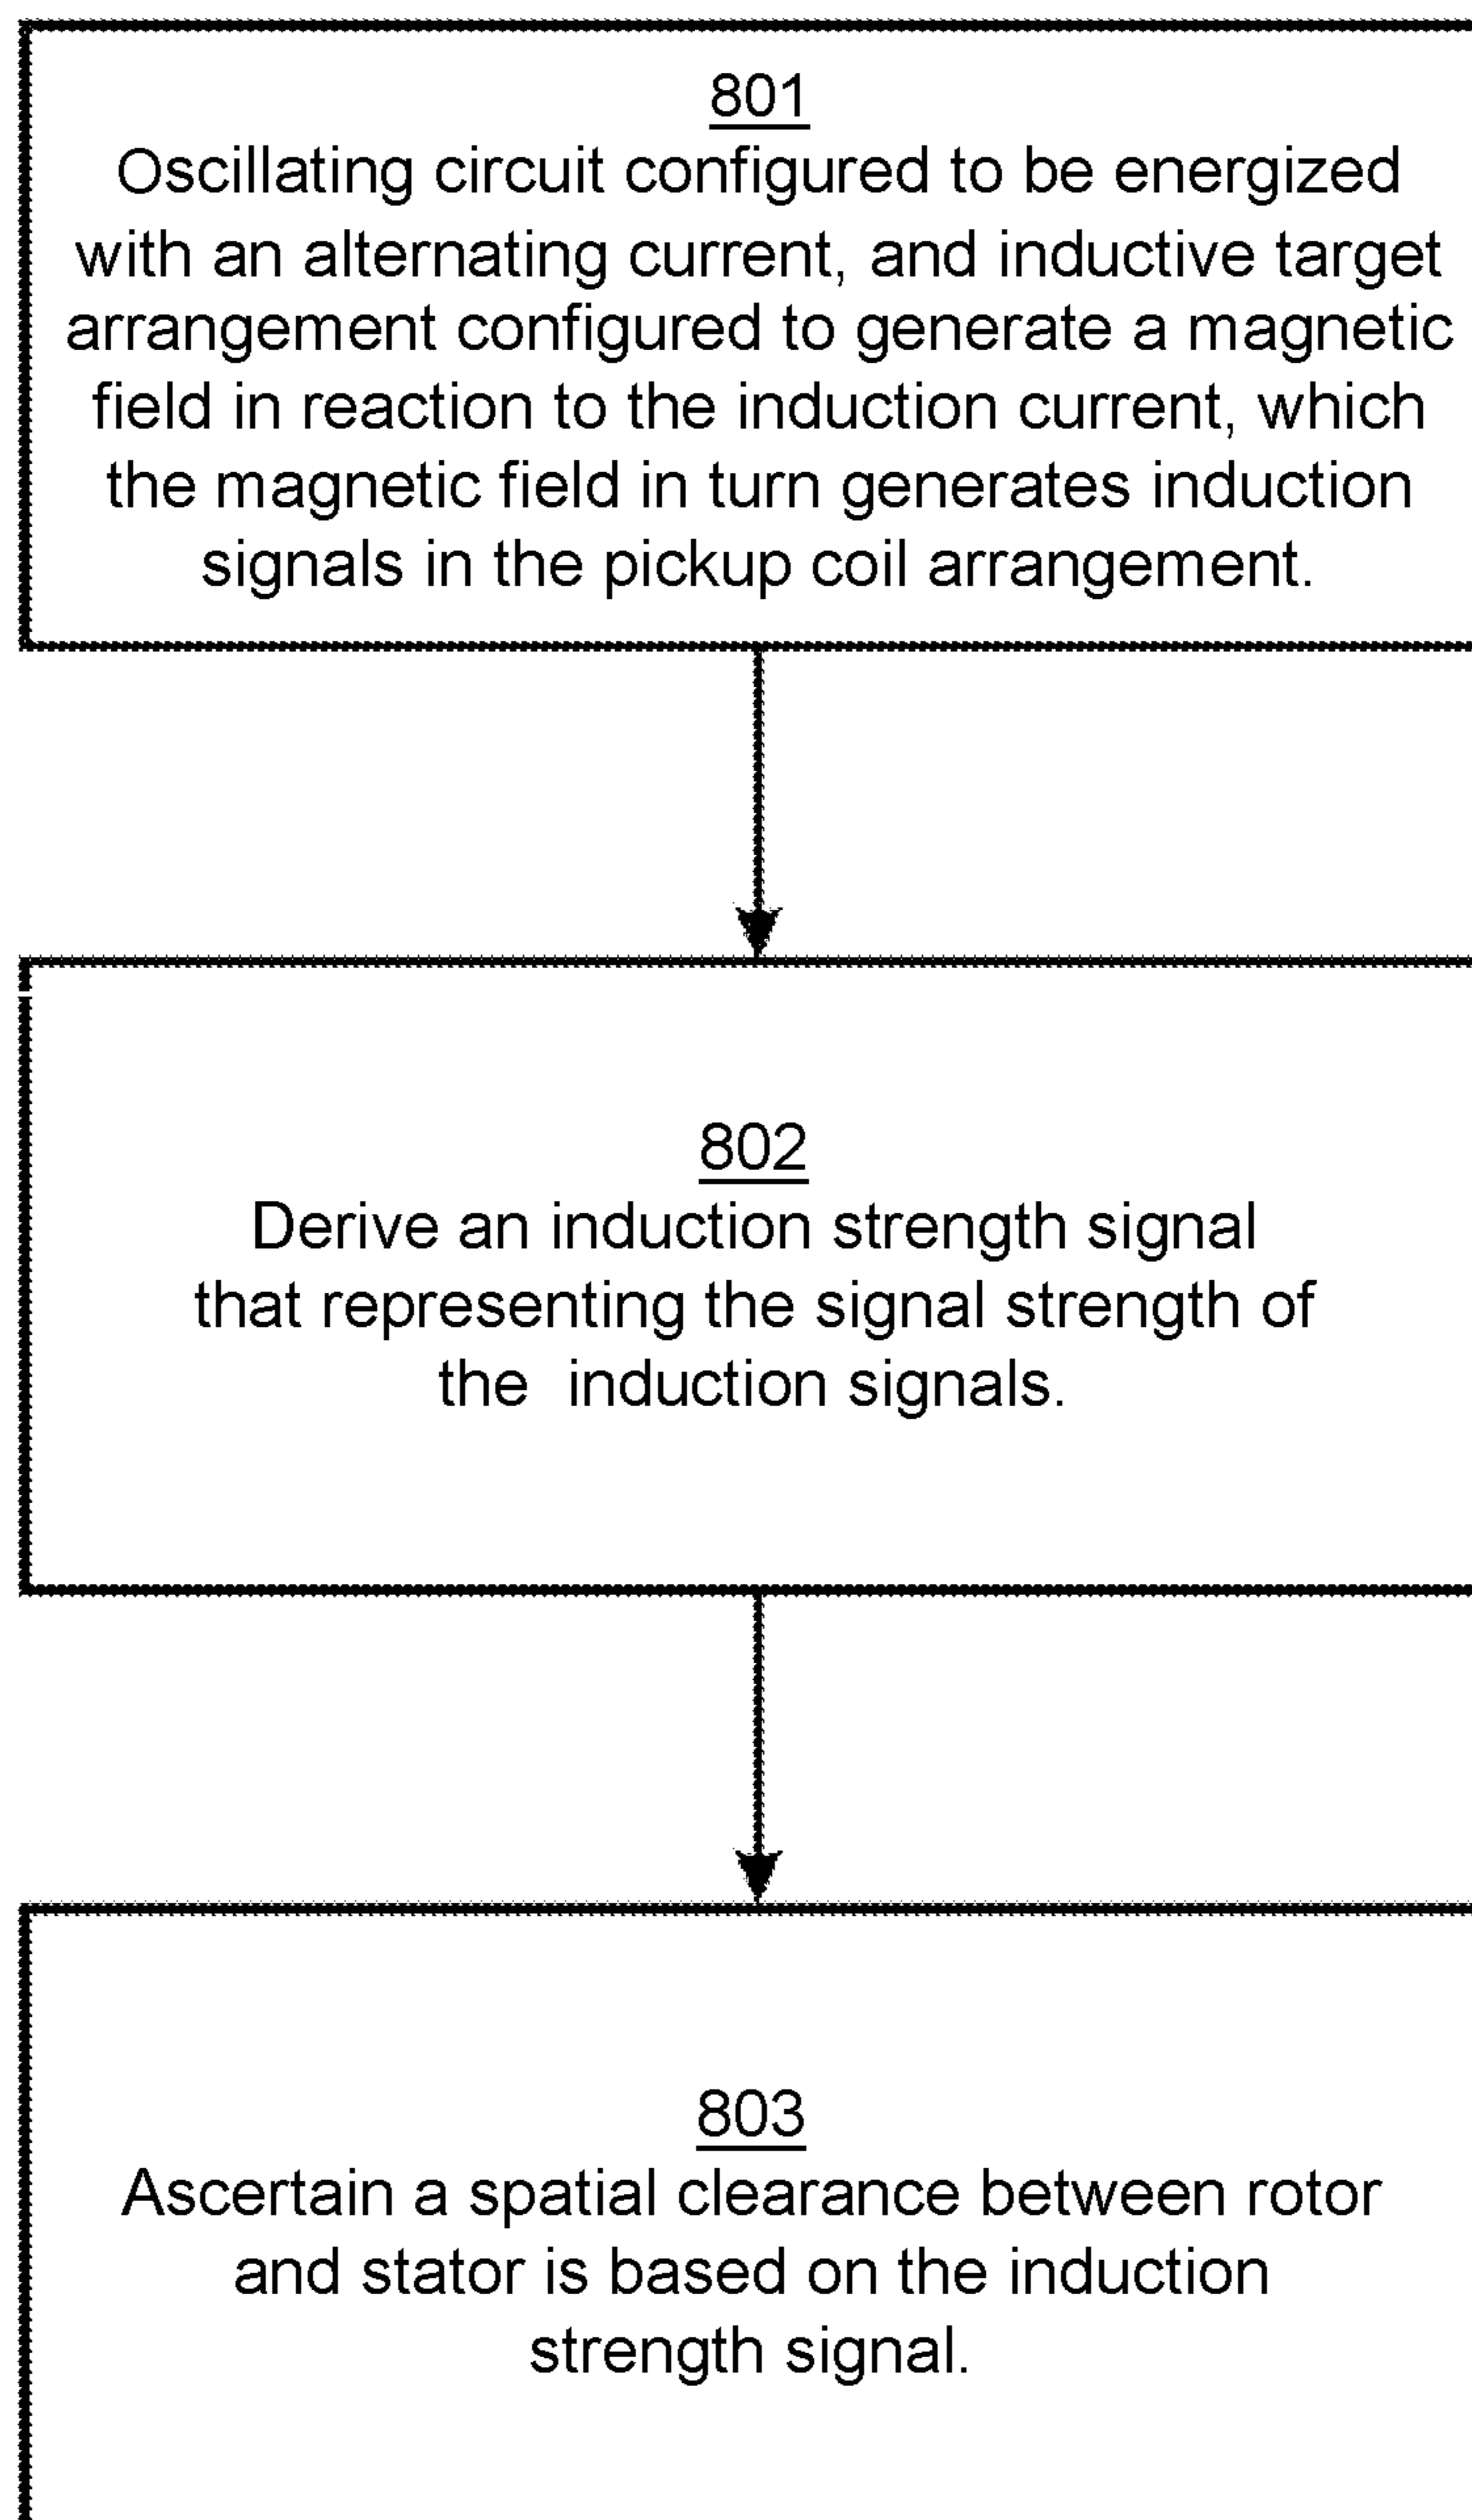 801
Oscillating circuit configured to be energized
with an alternating current, and inductive target
arrangement configured to generate a magnetic
field in reaction to the induction current, which
the magnetic field in turn generates induction
signals in the pickup coil arrangement.
802
Derive an induction strength signal
that representing the signal strength of
the induction signals.
803
Ascertain a spatial clearance between rotor
and stator is based on the induction
strength signal.